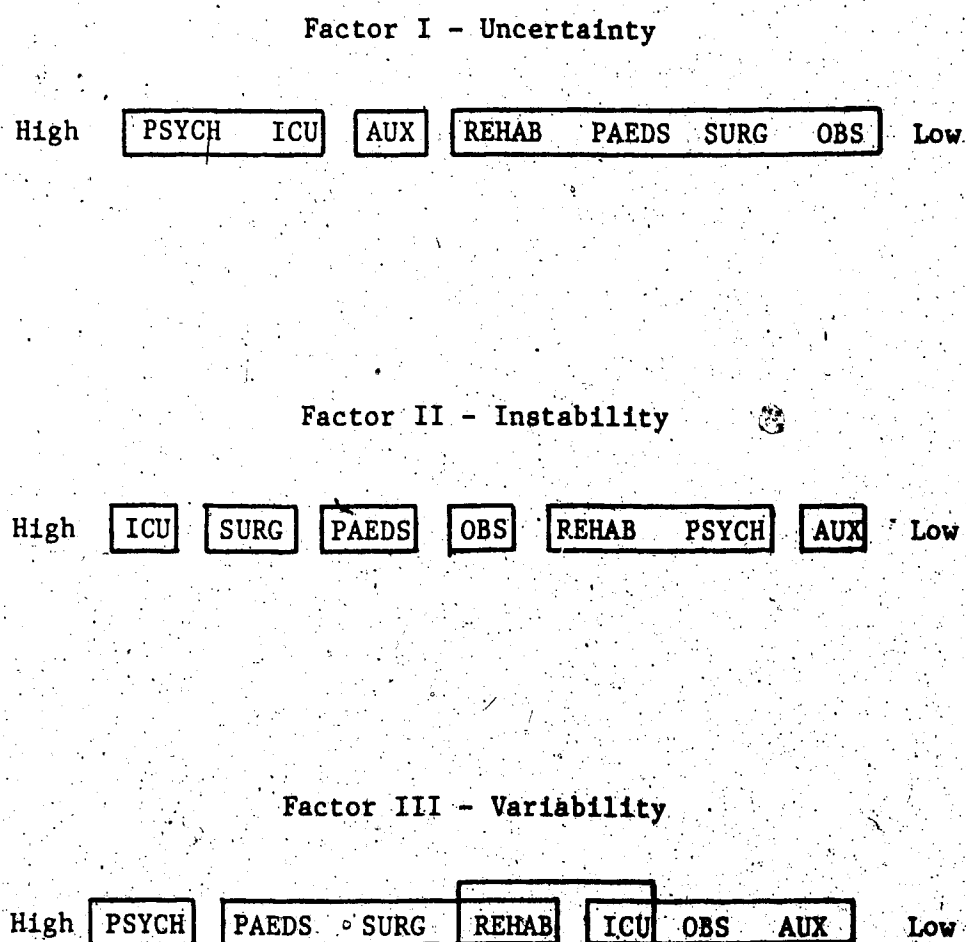 Factor I - Uncertainty
High PSYCH ICU AUX REHAB PAEDS SURG OBS Low
Factor II - Instability
High ICU SURG PAEDS OBS REHAB PSYCH AUX Low
Factor III - Variability
High PSYCH PAEDS SURG REHAB ICU OBS AUX Low